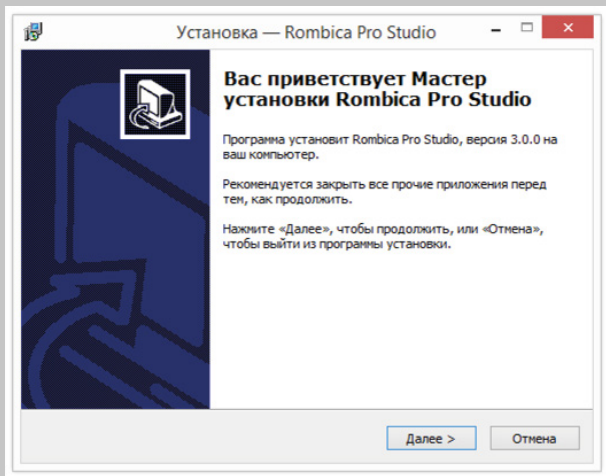 Установка — Rombica Pro Studio
Вас приветствует Мастер
установки Rombica Pro Studio
Программа установит Rombica Pro Studio, версия 3.0.0 на
ваш компьютер.
Рекомендуется закрыть все прочие приложения перед
тем, как продолжить.
Нажмите «Далее», чтобы продолжить, или «Отмена»,
чтобы выйти из программы установки.
Далее >
Отмена